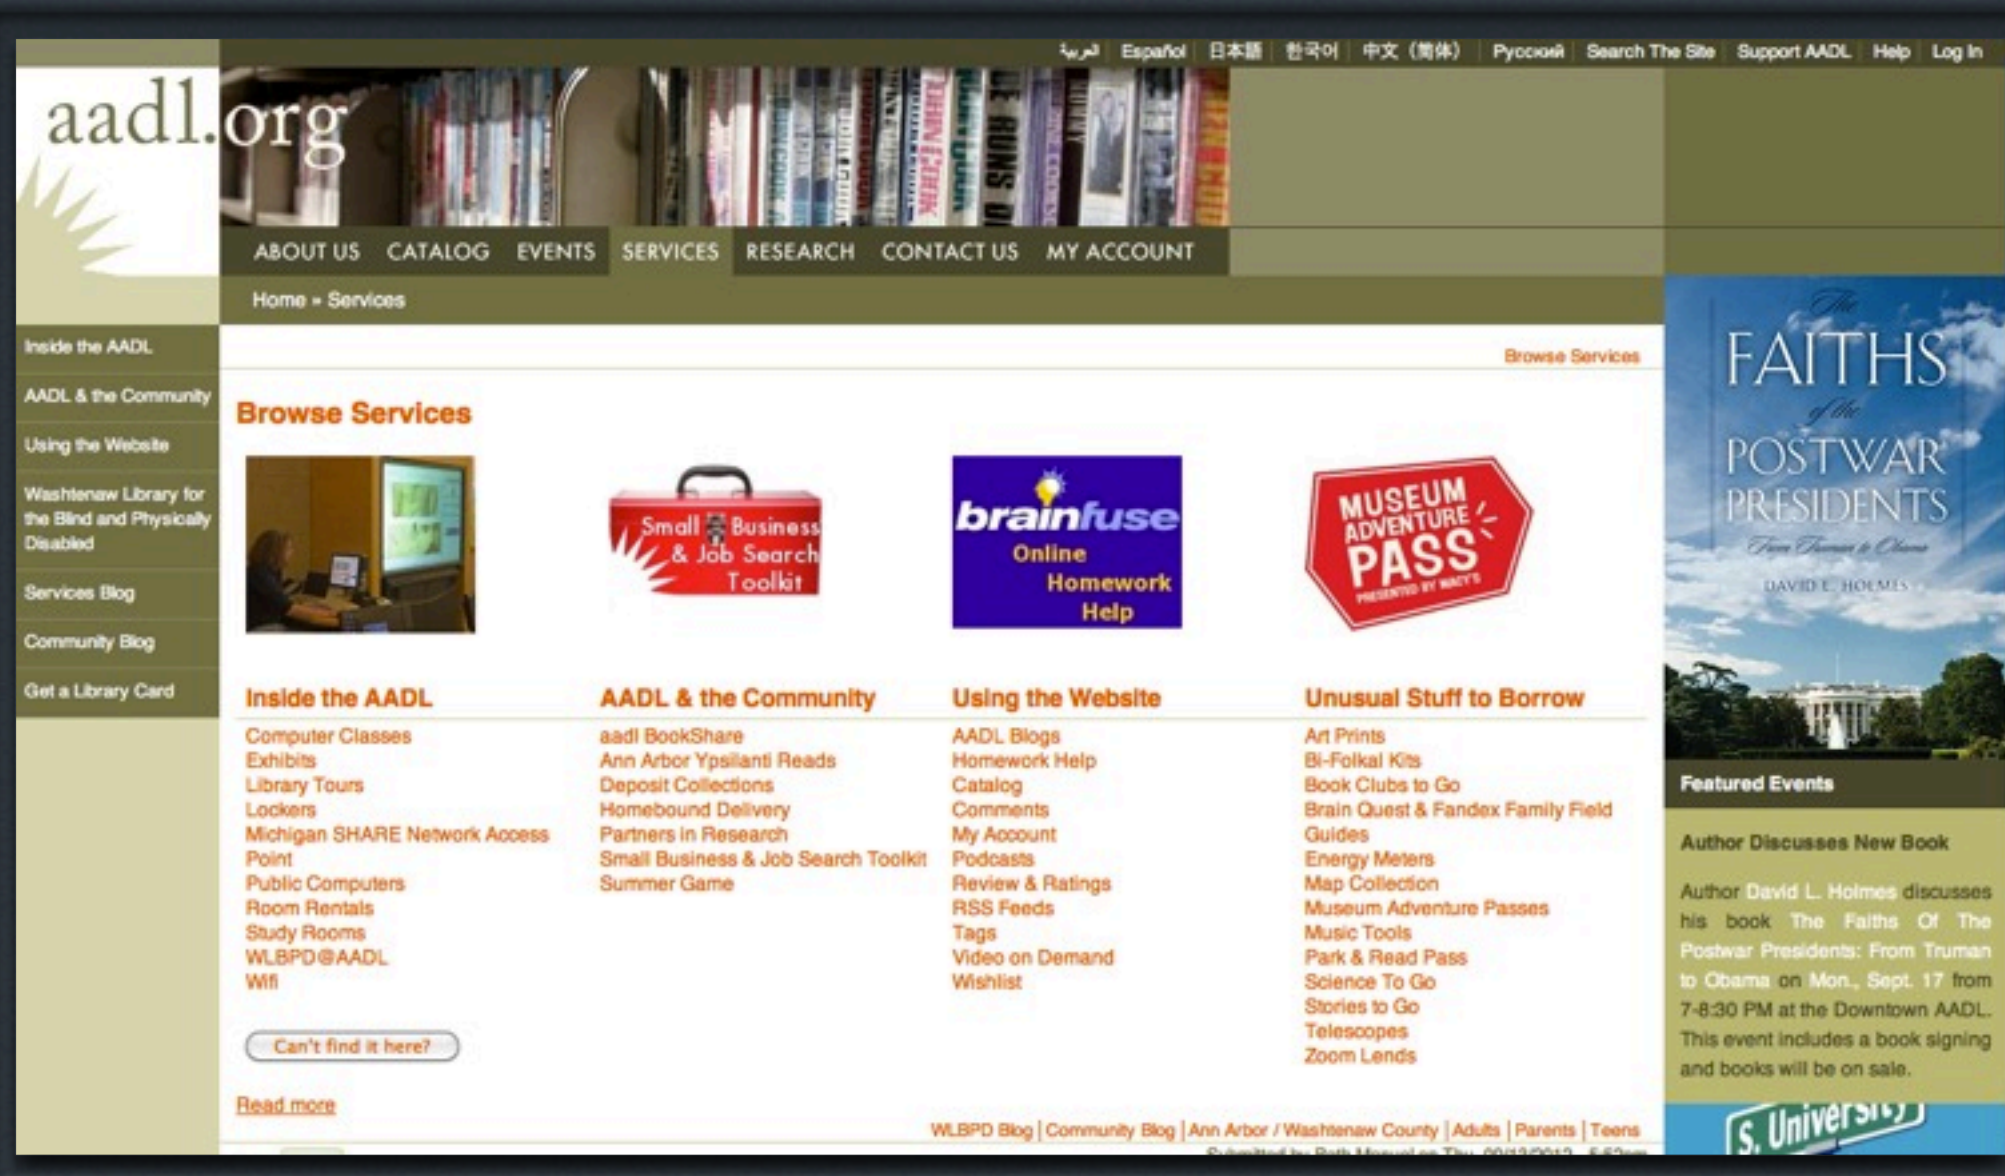 العربية Español 日本語 한국어 中文 (简体) Русский Search The Site Support AADL Help Log In
aadl.org
ABOUT US CATALOG EVENTS SERVICES RESEARCH CONTACT US MY ACCOUNT
Home » Services
Inside the AADL
AADL & the Community
Using the Website
Washtenaw Library for
the Blind and Physically
Disabled
Services Blog
Community Blog
Get a Library Card
Browse Services
Browse Services
Small Business
& Job Search
Toolkit
brainfuse
Online
Homework
Help
MUSEUM
ADVENTURE
PASS
PRESENTED BY MACY'S
Inside the AADL
Computer Classes
Exhibits
Library Tours
Lockers
Michigan SHARE Network Access
Point
Public Computers
Room Rentals
Study Rooms
WLBPD@AADL
Wifi
Can't find it here?
Read more
AADL & the Community
aadl BookShare
Ann Arbor Ypsilanti Reads
Deposit Collections
Homebound Delivery
Partners in Research
Small Business & Job Search Toolkit
Summer Game
Using the Website
AADL Blogs
Homework Help
Catalog
Comments
My Account
Podcasts
Review & Ratings
RSS Feeds
Tags
Video on Demand
Wishlist
Unusual Stuff to Borrow
Art Prints
Bi-Folkal Kits
Book Clubs to Go
Brain Quest & Fandex Family Field
Guides
Energy Meters
Map Collection
Museum Adventure Passes
Music Tools
Park & Read Pass
Science To Go
Stories to Go
Telescopes
Zoom Lends
WLBPD Blog | Community Blog | Ann Arbor / Washtenaw County | Adults | Parents | Teens
The
FAITHS
of the
POSTWAR
PRESIDENTS
From Truman to Obama
DAVID L. HOLMES
Featured Events
Author Discusses New Book
Author David L. Holmes discusses
his book The Faiths Of The
Postwar Presidents: From Truman
to Obama on Mon., Sept. 17 from
7-8:30 PM at the Downtown AADL.
This event includes a book signing
and books will be on sale.
S. University